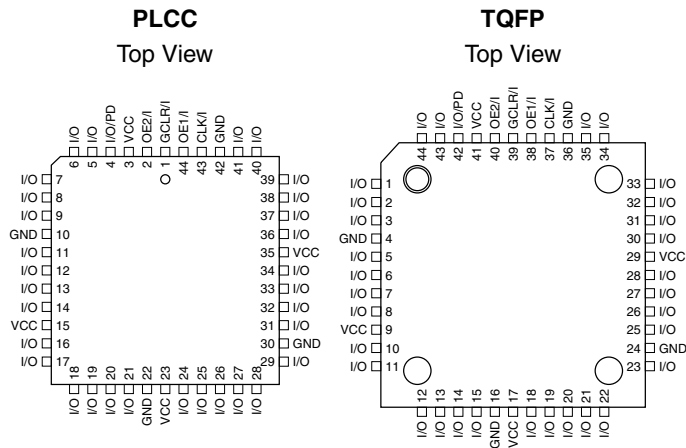 PLCC
Top View
I/O
I/O
I/O/PD
VCC
OE2/I
GCLR/I
OE1/I
CLK/I
GND
I/O
I/O
6
5
4
3
2
1
44
43
42
41
40
I/O 7
I/O 8
I/O 9
GND 10
I/O 11
I/O 12
I/O 13
I/O 14
VCC 15
I/O 16
I/O 17
39 I/O
38 I/O
37 I/O
36 I/O
35 VCC
34 I/O
33 I/O
32 I/O
31 I/O
30 GND
29 I/O
18
19
20
21
22
23
24
25
26
27
28
I/O
I/O
I/O
I/O
GND
VCC
I/O
I/O
I/O
I/O
I/O
TQFP
Top View
I/O
I/O
I/O/PD
VCC
OE2/I
GCLR/I
OE1/I
CLK/I
GND
I/O
I/O
44
43
42
41
40
39
38
37
36
35
34
I/O 1
I/O 2
I/O 3
GND 4
I/O 5
I/O 6
I/O 7
I/O 8
VCC 9
I/O 10
I/O 11
33 I/O
32 I/O
31 I/O
30 I/O
29 VCC
28 I/O
27 I/O
26 I/O
25 I/O
24 GND
23 I/O
12
13
14
15
16
17
18
19
20
21
22
I/O
I/O
I/O
I/O
GND
VCC
I/O
I/O
I/O
I/O
I/O